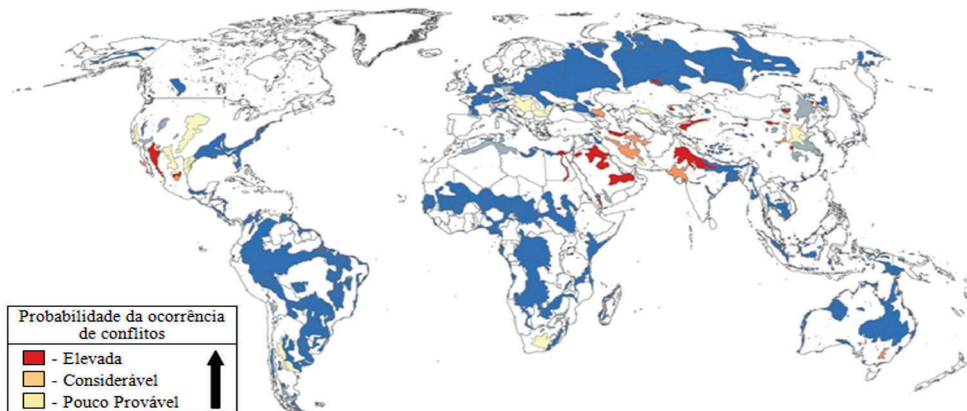 Probabilidade da ocorrência
de conflitos
- Elevada
- Considerável
- Pouco Provável